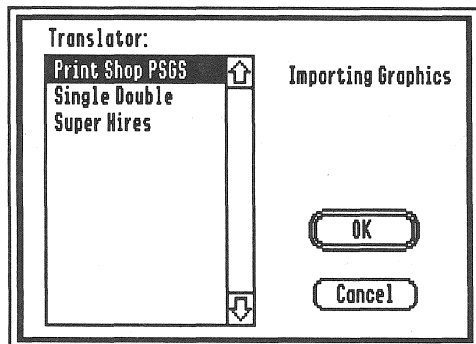 Translator:
Print Shop PSGS
Single Double
Super Hires
Importing Graphics
OK
Cancel